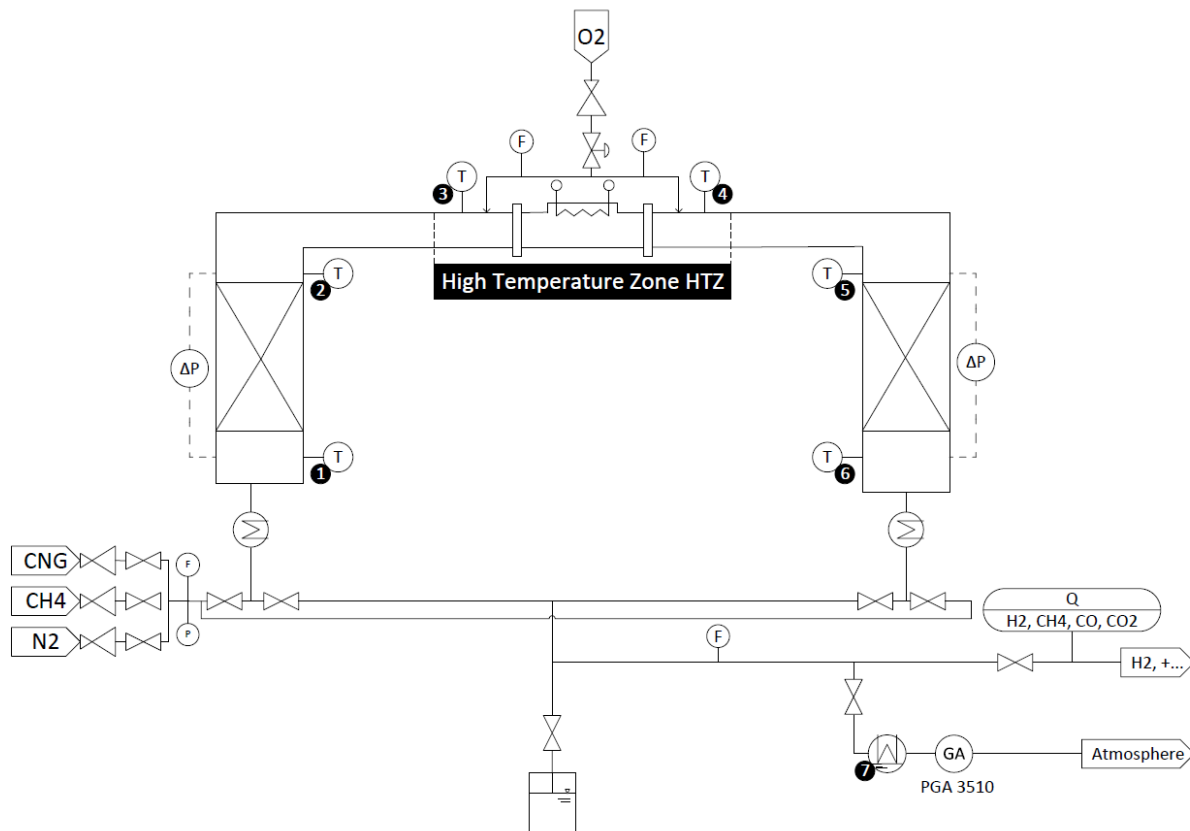 O2
F
F
3
T
T
4
High Temperature Zone HTZ
T
2
T
5
ΔP
ΔP
T
1
T
6
CNG
CH4
N2
F
P
Q
H2, CH4, CO, CO2
F
H2, +...
7
GA
Atmosphere
PGA 3510